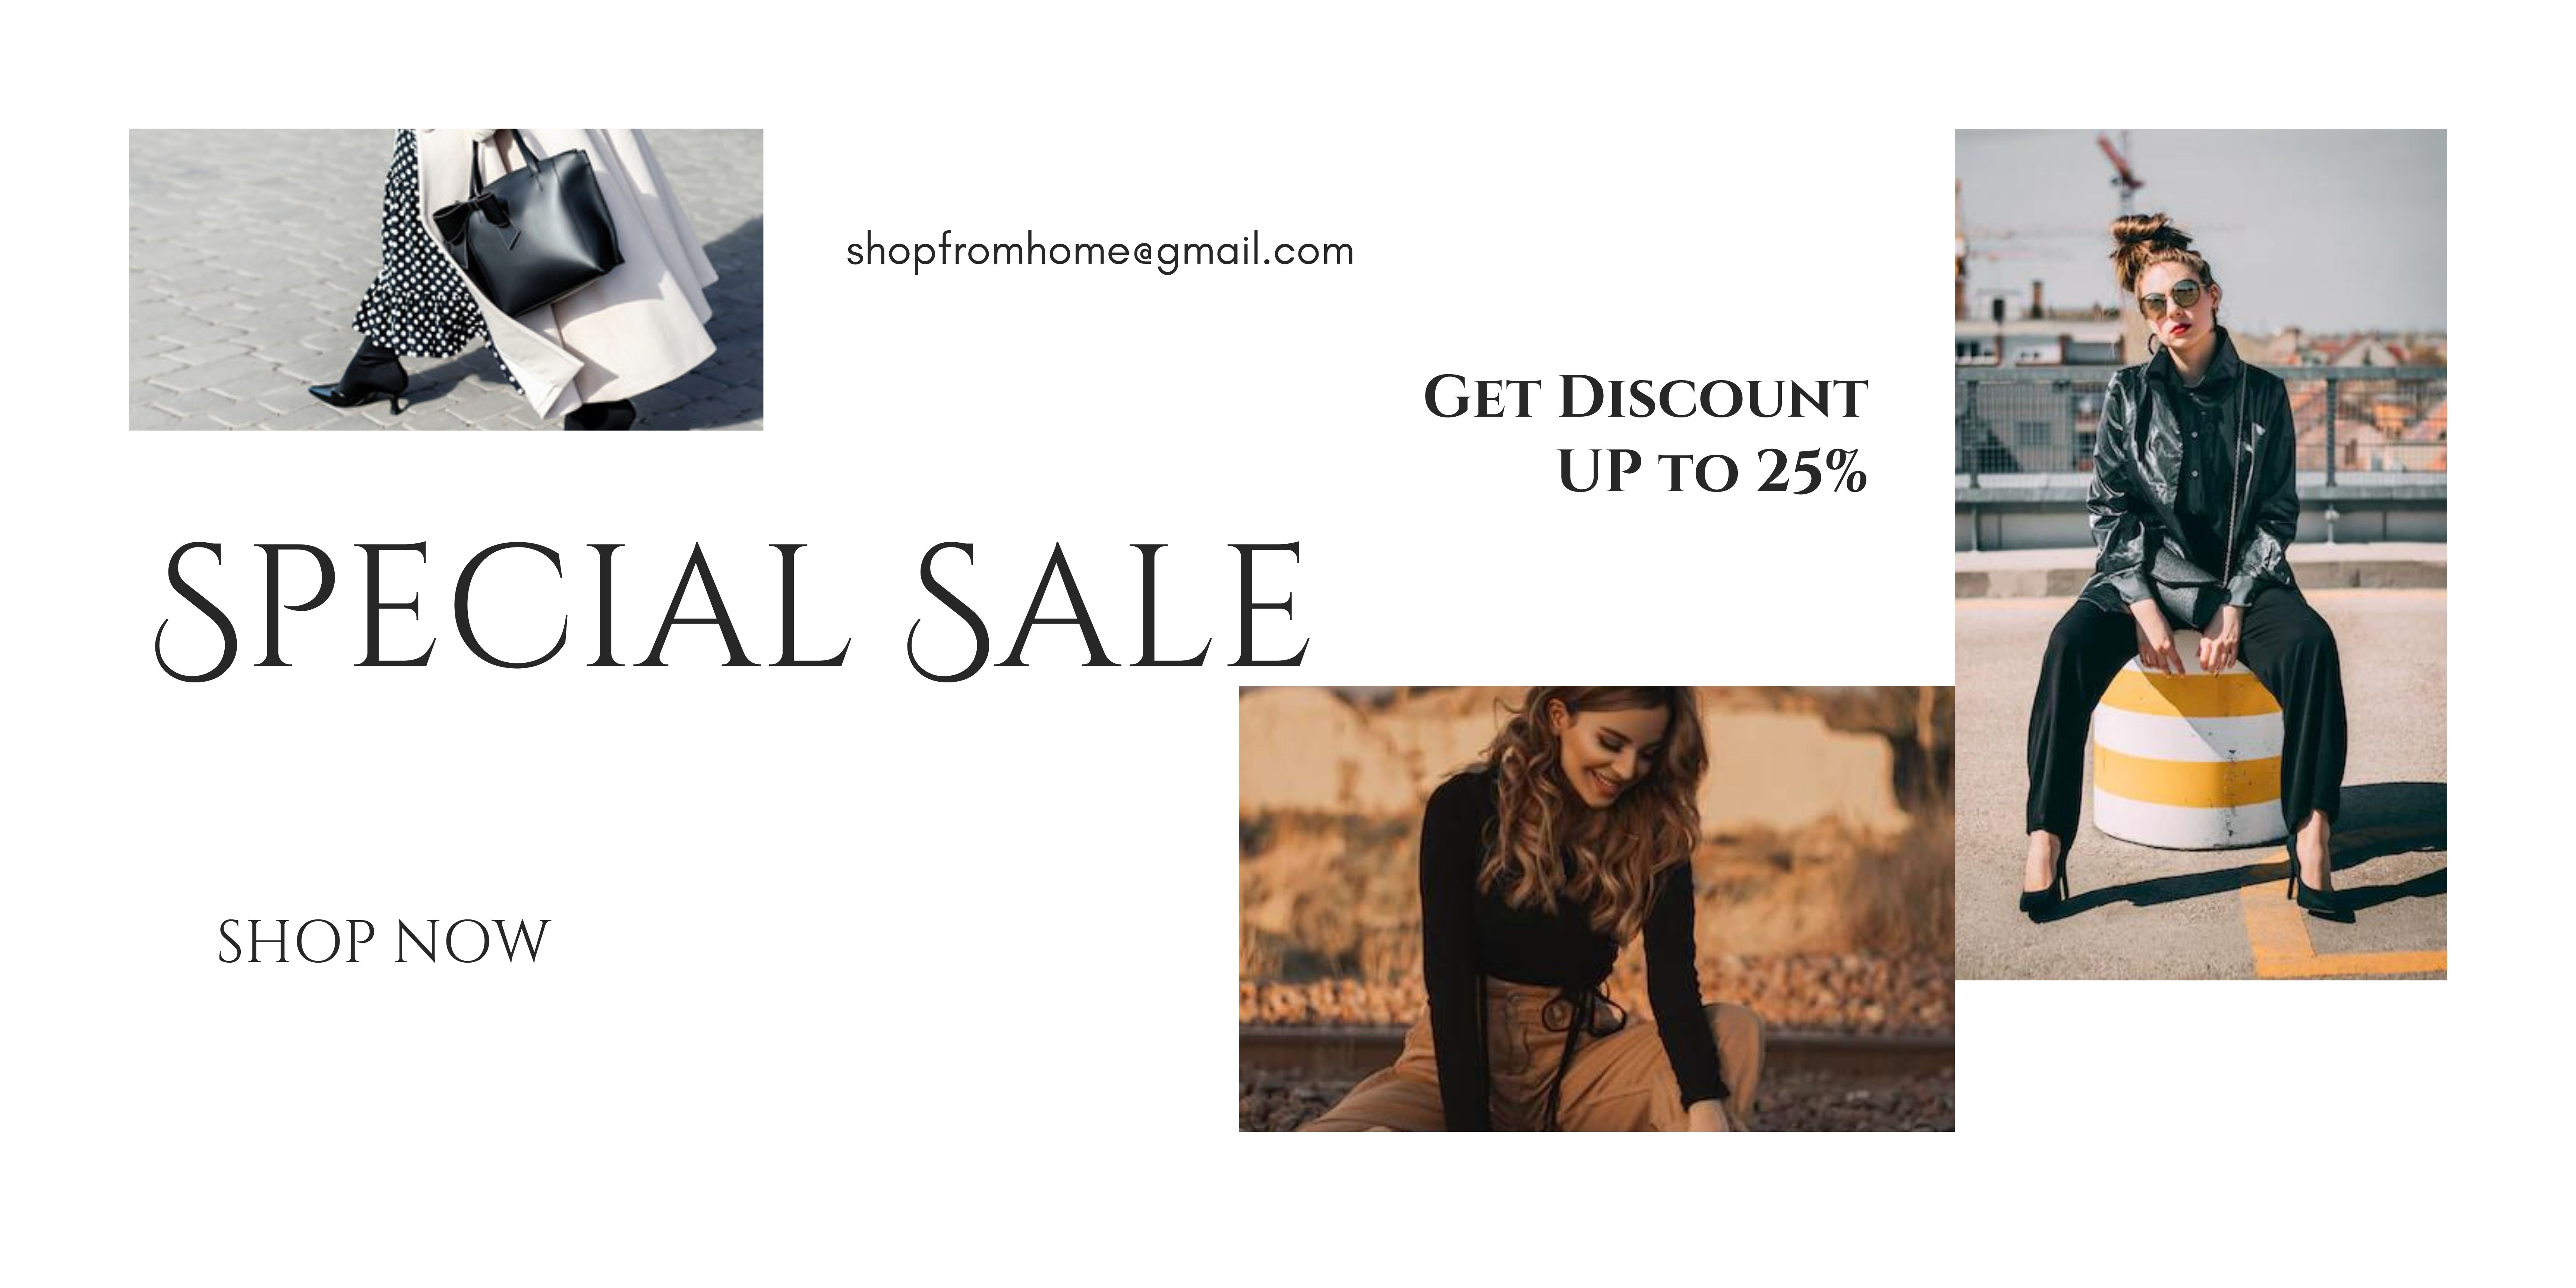 shopfromhome@gmail.com
Get Discount
UP to 25%
Special Sale
SHOP NOW